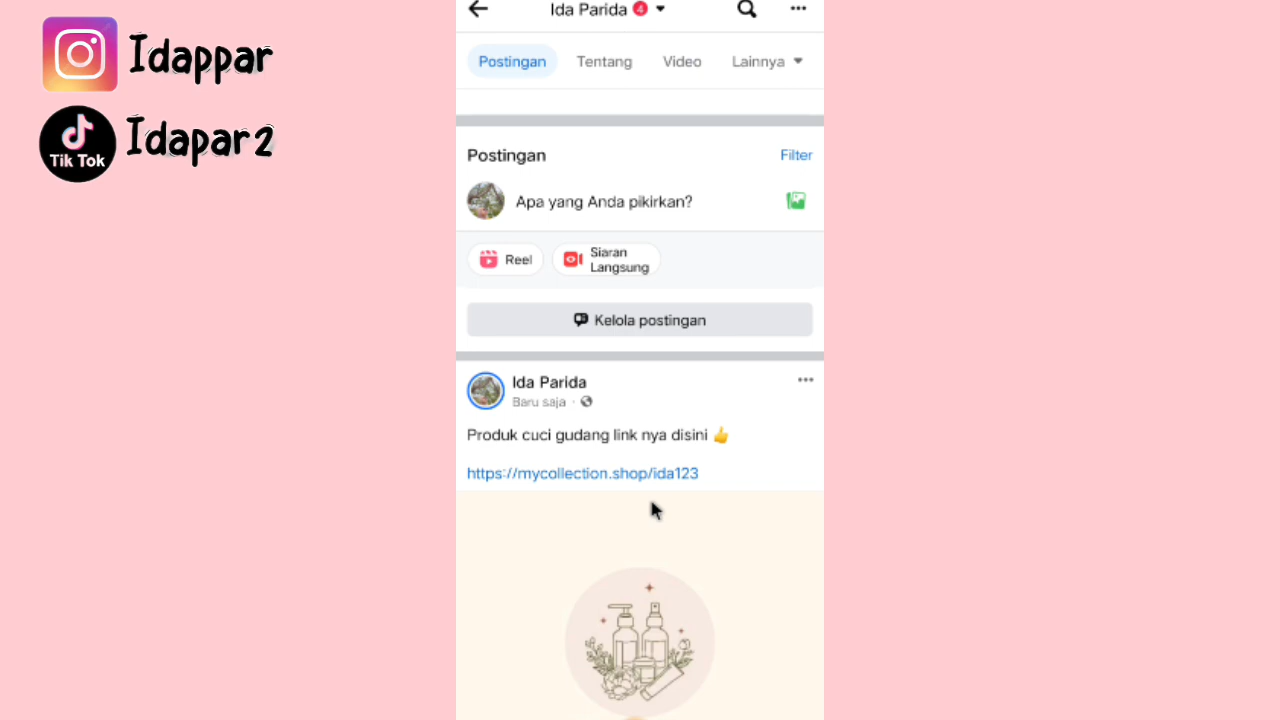 Idappar
Tik Tok
Idapar2
Ida Parida 4
Postingan Tentang Video Lainnya
Postingan Filter
Apa yang Anda pikirkan?
Reel
Siaran
Langsung
Kelola postingan
Ida Parida
Baru saja ·
Produk cuci gudang link nya disini 👍
https://mycollection.shop/ida123